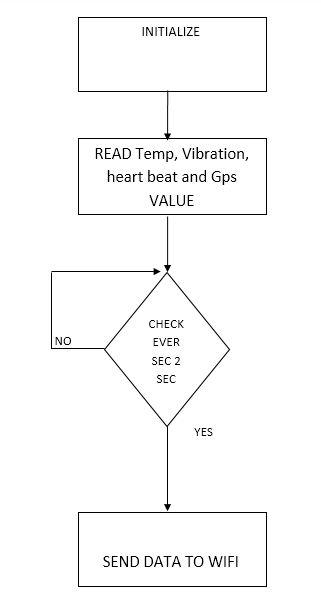 INITIALIZE
READ Temp, Vibration,
heart beat and Gps
VALUE
CHECK
EVER
SEC 2
SEC
NO
YES
SEND DATA TO WIFI